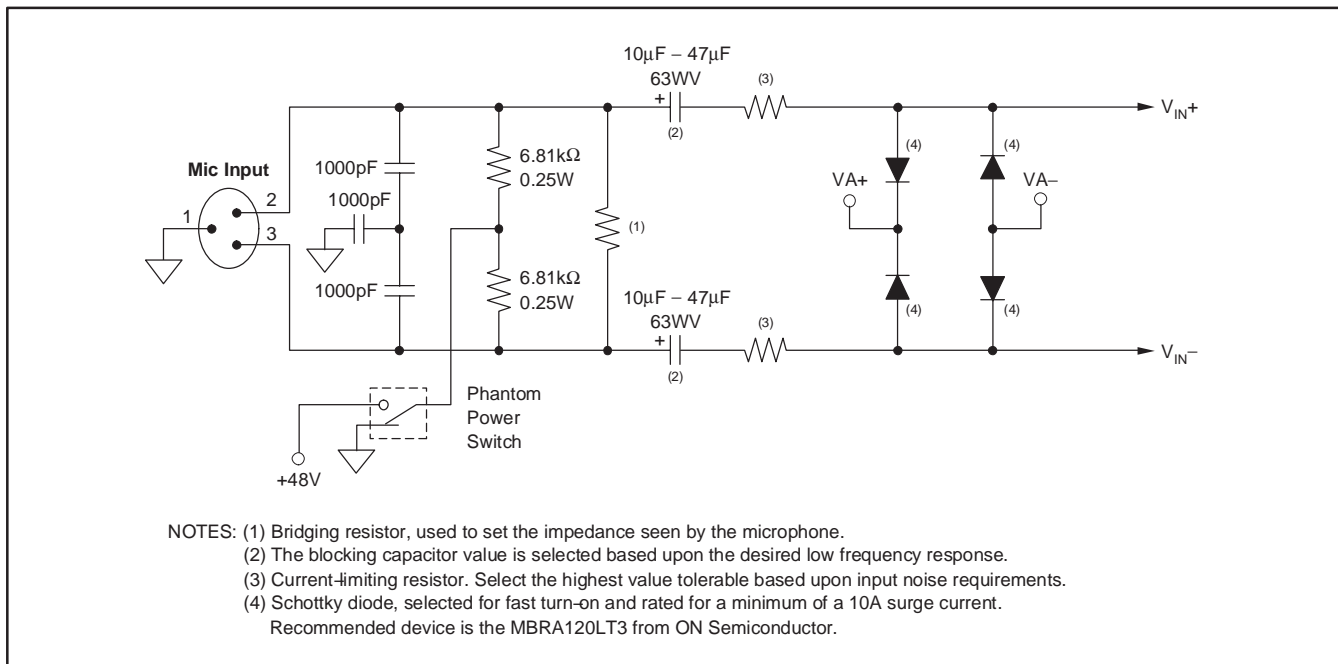 10μF – 47μF
63WV
+
(2)
(3)
VIN+
Mic Input
1
2
3
1000pF
1000pF
1000pF
6.81kΩ
0.25W
6.81kΩ
0.25W
(1)
(4)
(4)
VA+
VA–
(4)
(4)
10μF – 47μF
63WV
+
(2)
(3)
VIN–
Phantom
Power
Switch
+48V
NOTES: (1) Bridging resistor, used to set the impedance seen by the microphone.
(2) The blocking capacitor value is selected based upon the desired low frequency response.
(3) Current-limiting resistor. Select the highest value tolerable based upon input noise requirements.
(4) Schottky diode, selected for fast turn-on and rated for a minimum of a 10A surge current.
Recommended device is the MBRA120LT3 from ON Semiconductor.